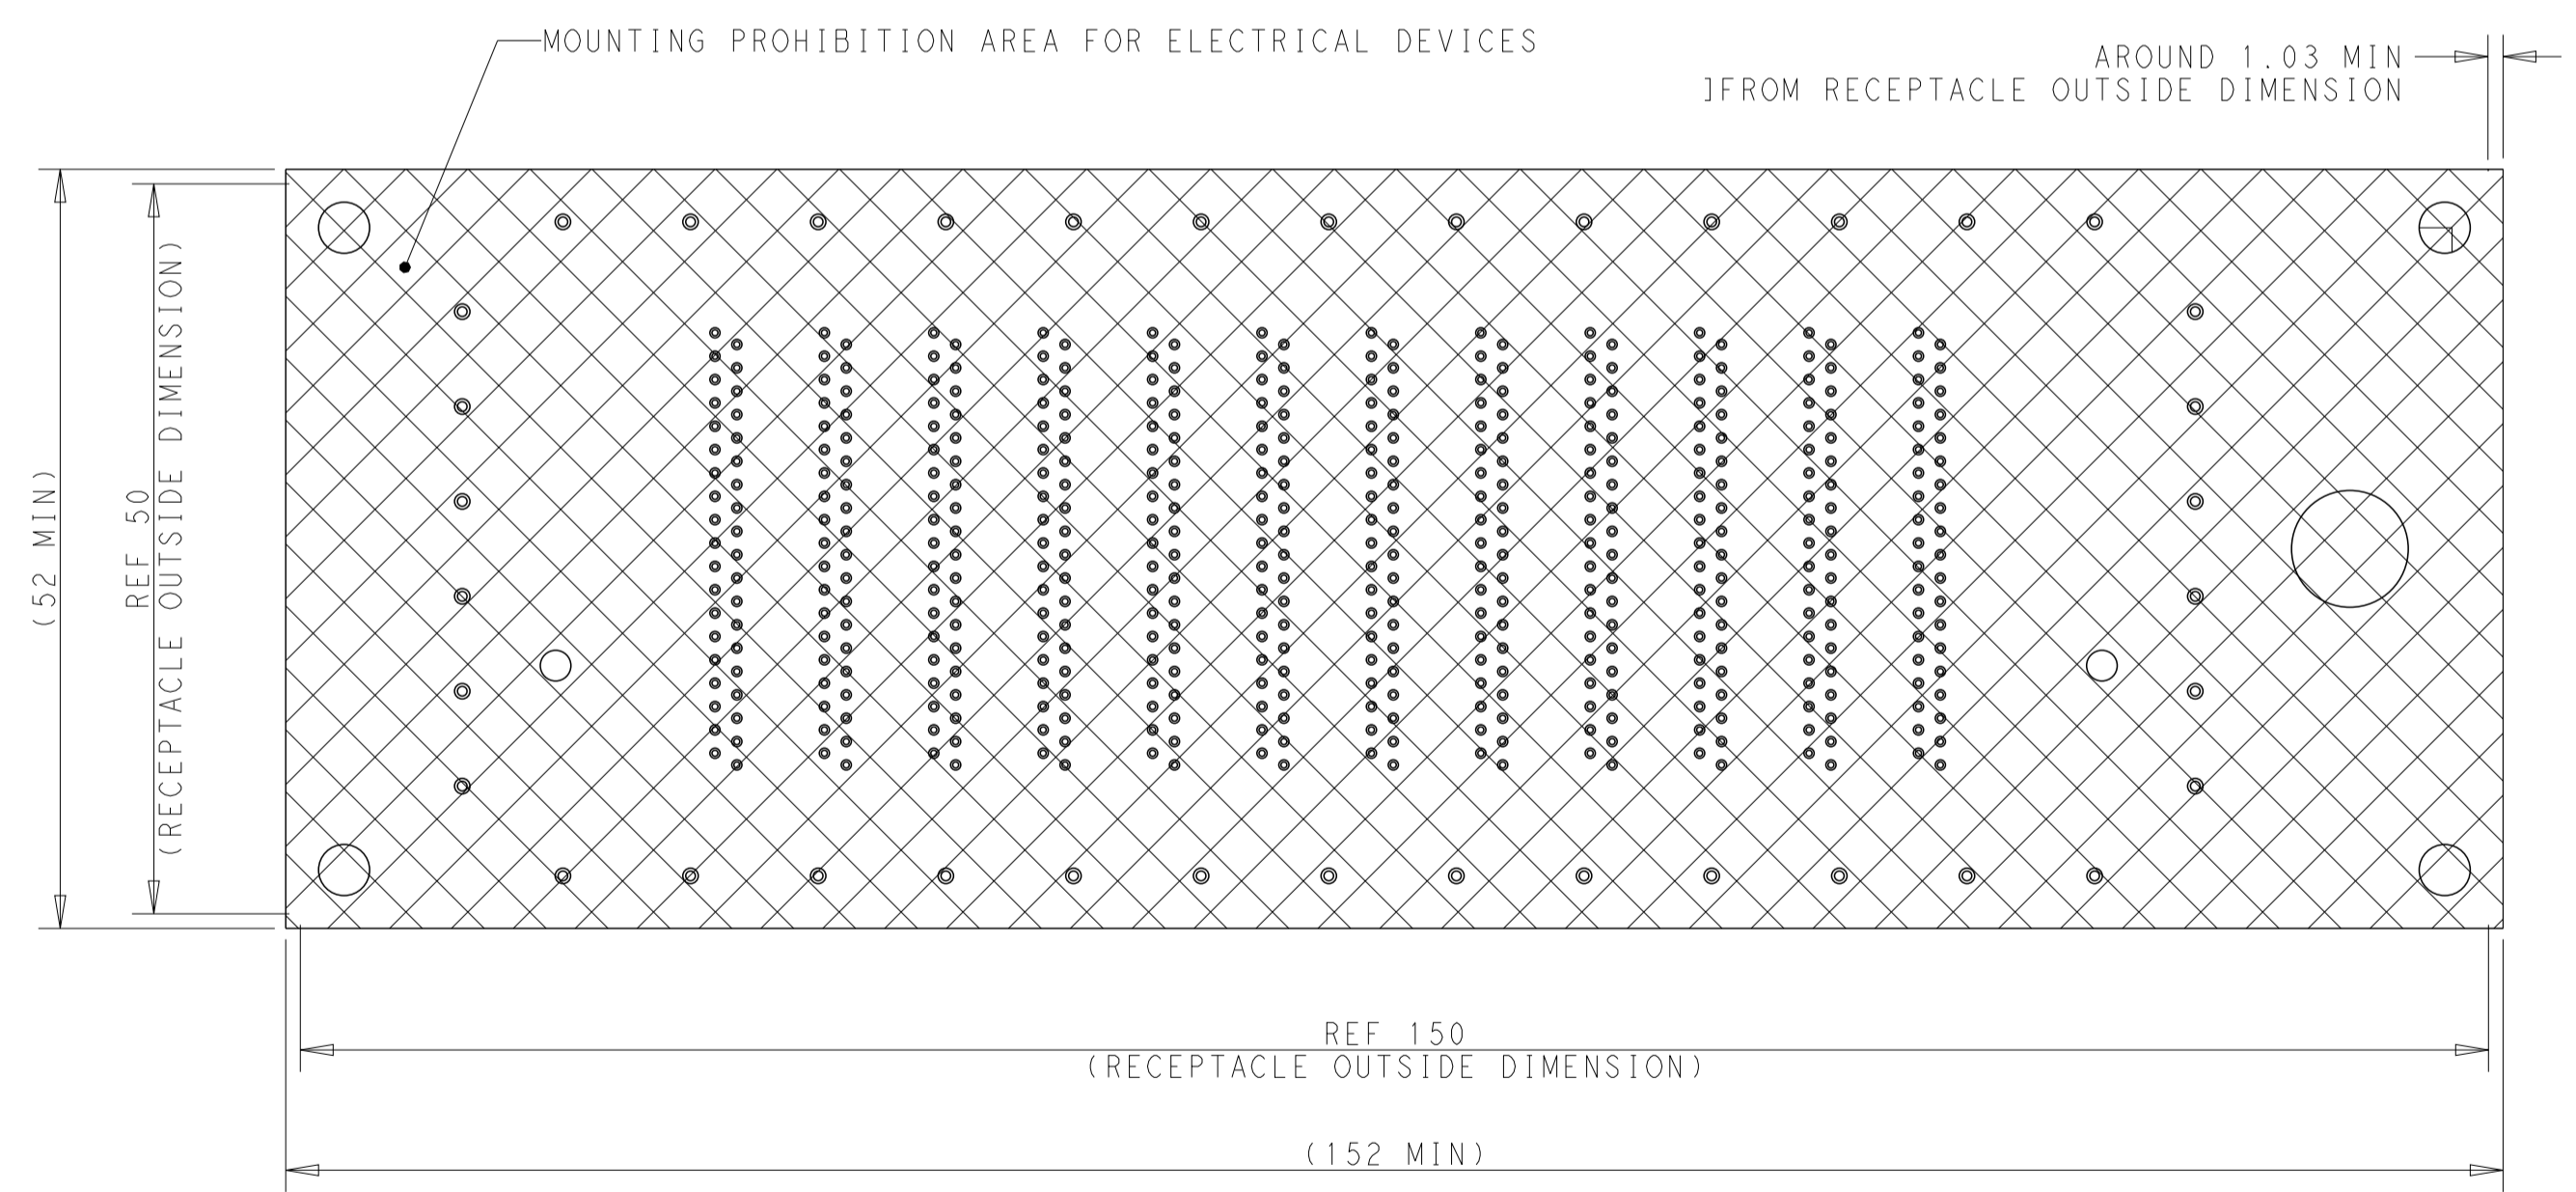 MOUNTING PROHIBITION AREA FOR ELECTRICAL DEVICES
AROUND 1.03 MIN
]FROM RECEPTACLE OUTSIDE DIMENSION
(52 MIN)
REF 50
(RECEPTACLE OUTSIDE DIMENSION)
REF 150
(RECEPTACLE OUTSIDE DIMENSION)
(152 MIN)